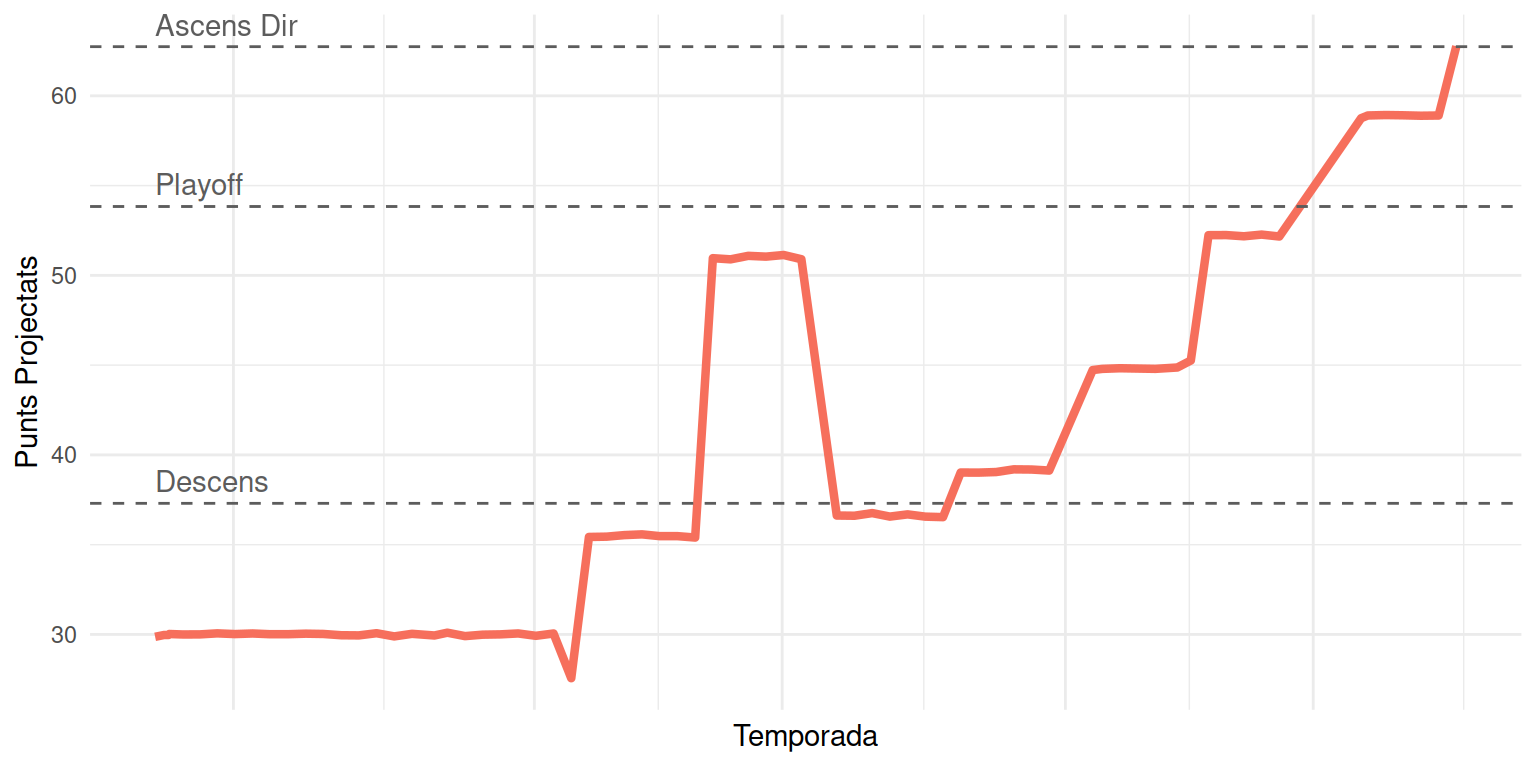 Ascens Dir
60
Playoff
50
Punts Projectats
40
Descens
30
Temporada